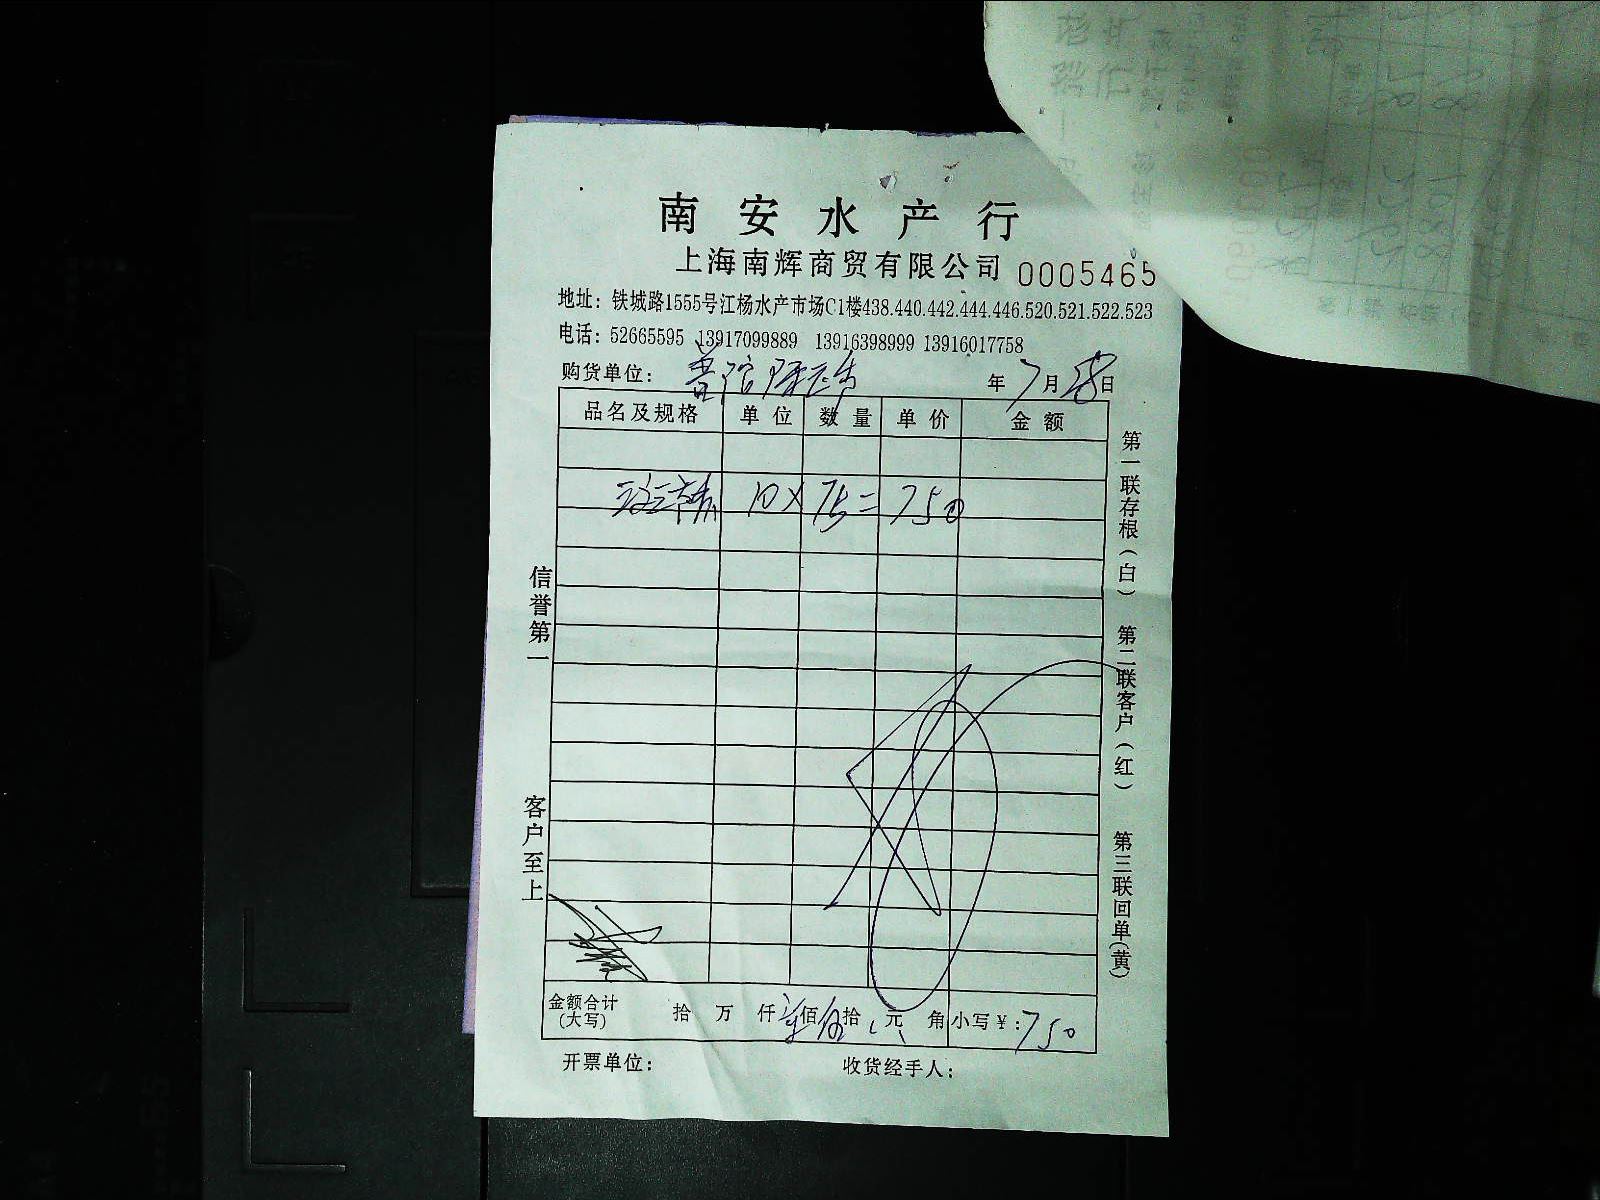 南安水产行
上海南辉商贸有限公司 0005465
地址：铁城路1555号江杨水产市场C1楼438.440.442.444.446.520.521.522.523
电话：52665595 13917099889 13916398999 13916017758
购货单位：普陀 年7月日
品名及规格 单位 数量 单价 金额
10×75=750
信誉第一
客户至上
第一联存根（白）
第二联客户（红）
第三联回单（黄）
金额合计（大写） 拾 万 仟 柒佰伍拾 元 角 小写￥：750
开票单位： 收货经手人：